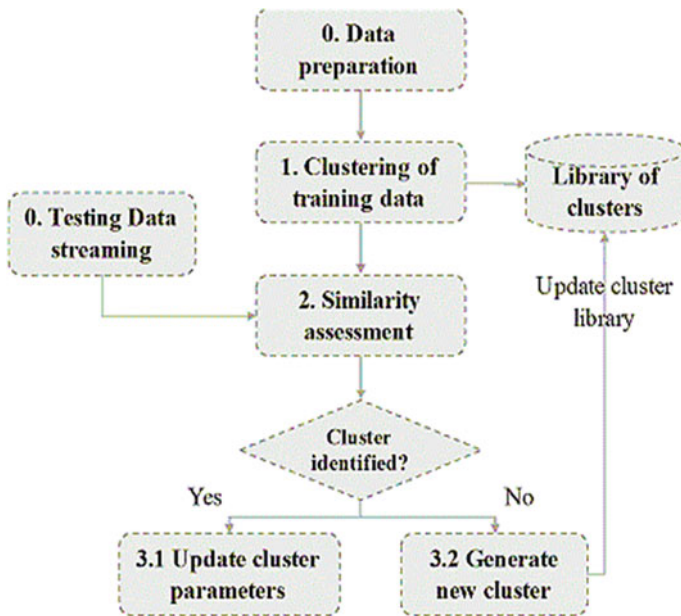 0. Data
preparation
1. Clustering of
training data
Library of
clusters
0. Testing Data
streaming
2. Similarity
assessment
Update cluster
library
Cluster
identified?
Yes
No
3.1 Update cluster
parameters
3.2 Generate
new cluster